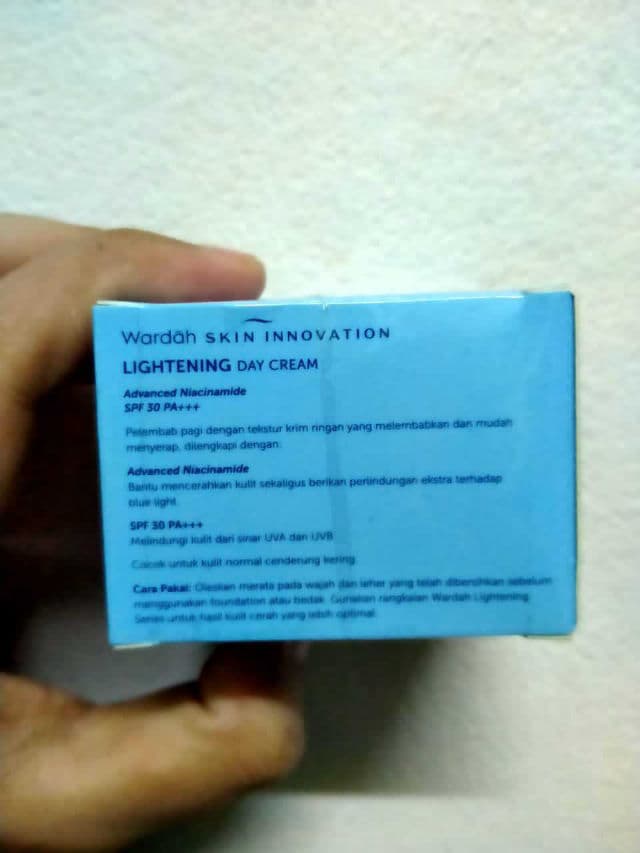 Wardah SKIN INNOVATION
LIGHTENING DAY CREAM
Advanced Niacinamide
SPF 30 PA+++
Pelembab pagi dengan tekstur krim ringan yang melembabkan dan mudah
menyerap, dilengkapi dengan:
Advanced Niacinamide
Bantu mencerahkan kulit sekaligus berikan perlindungan ekstra terhadap
blue light.
SPF 30 PA+++
Melindungi kulit dari sinar UVA dan UVB
Cocok untuk kulit normal cenderung kering.
Cara Pakai: Oleskan merata pada wajah dan leher yang telah dibersihkan sebelum
menggunakan foundation atau bedak. Gunakan rangkaian Wardah Lightening
Series untuk hasil kulit cerah yang lebih optimal.